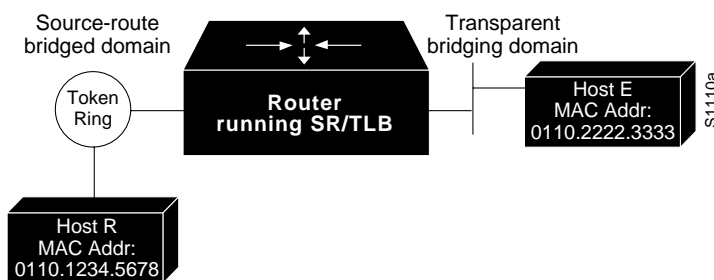 Source-route
bridged domain
Transparent
bridging domain
Token
Ring
Router
running SR/TLB
Host E
MAC Addr:
0110.2222.3333
S1110a
Host R
MAC Addr:
0110.1234.5678